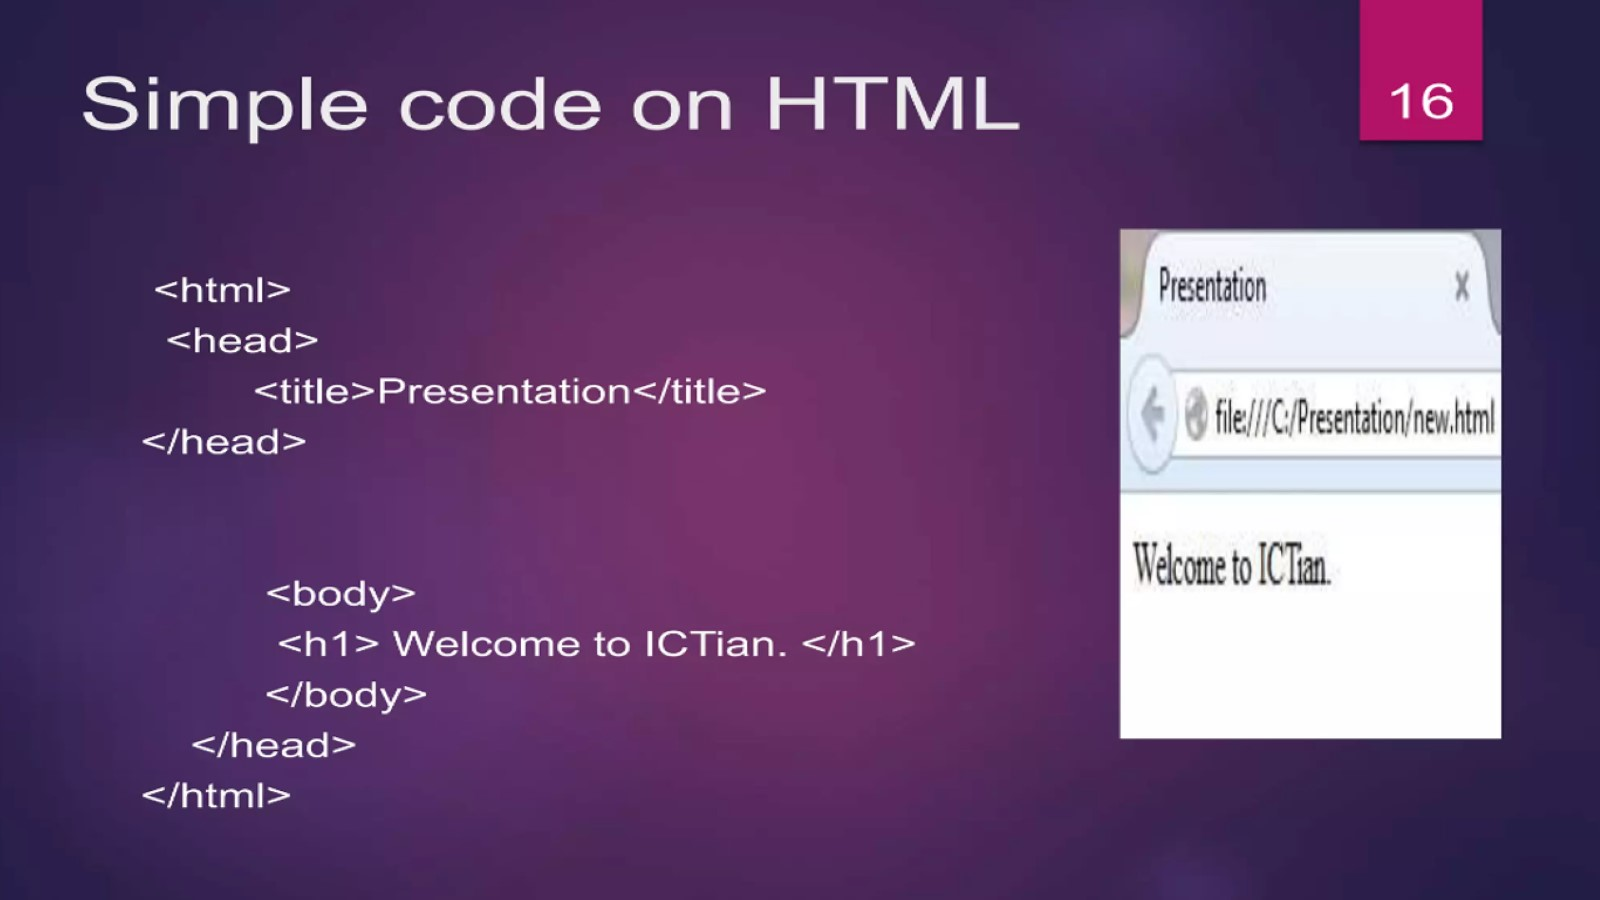 Simple code on HTML
16
<html>
<head>
<title>Presentation</title>
</head>
<body>
<h1> Welcome to ICTian. </h1>
</body>
</head>
</html>
Presentation x
file:///C:/Presentation/new.html
Welcome to ICTian.